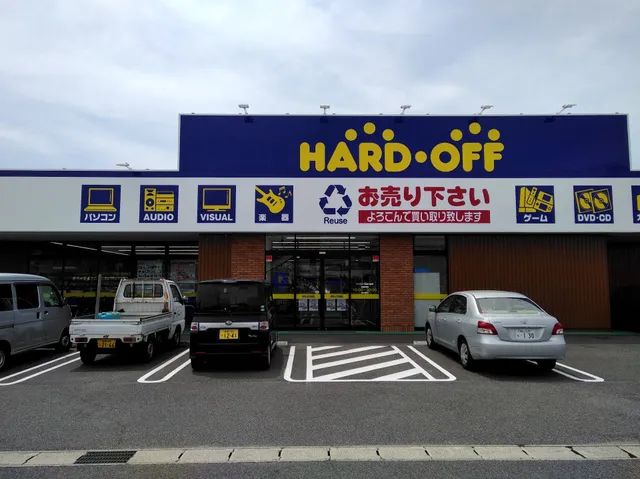 HARD・OFF
パソコン
AUDIO
VISUAL
楽器
Reuse
お売り下さい
よろこんで買い取り致します
ゲーム
DVD・CD